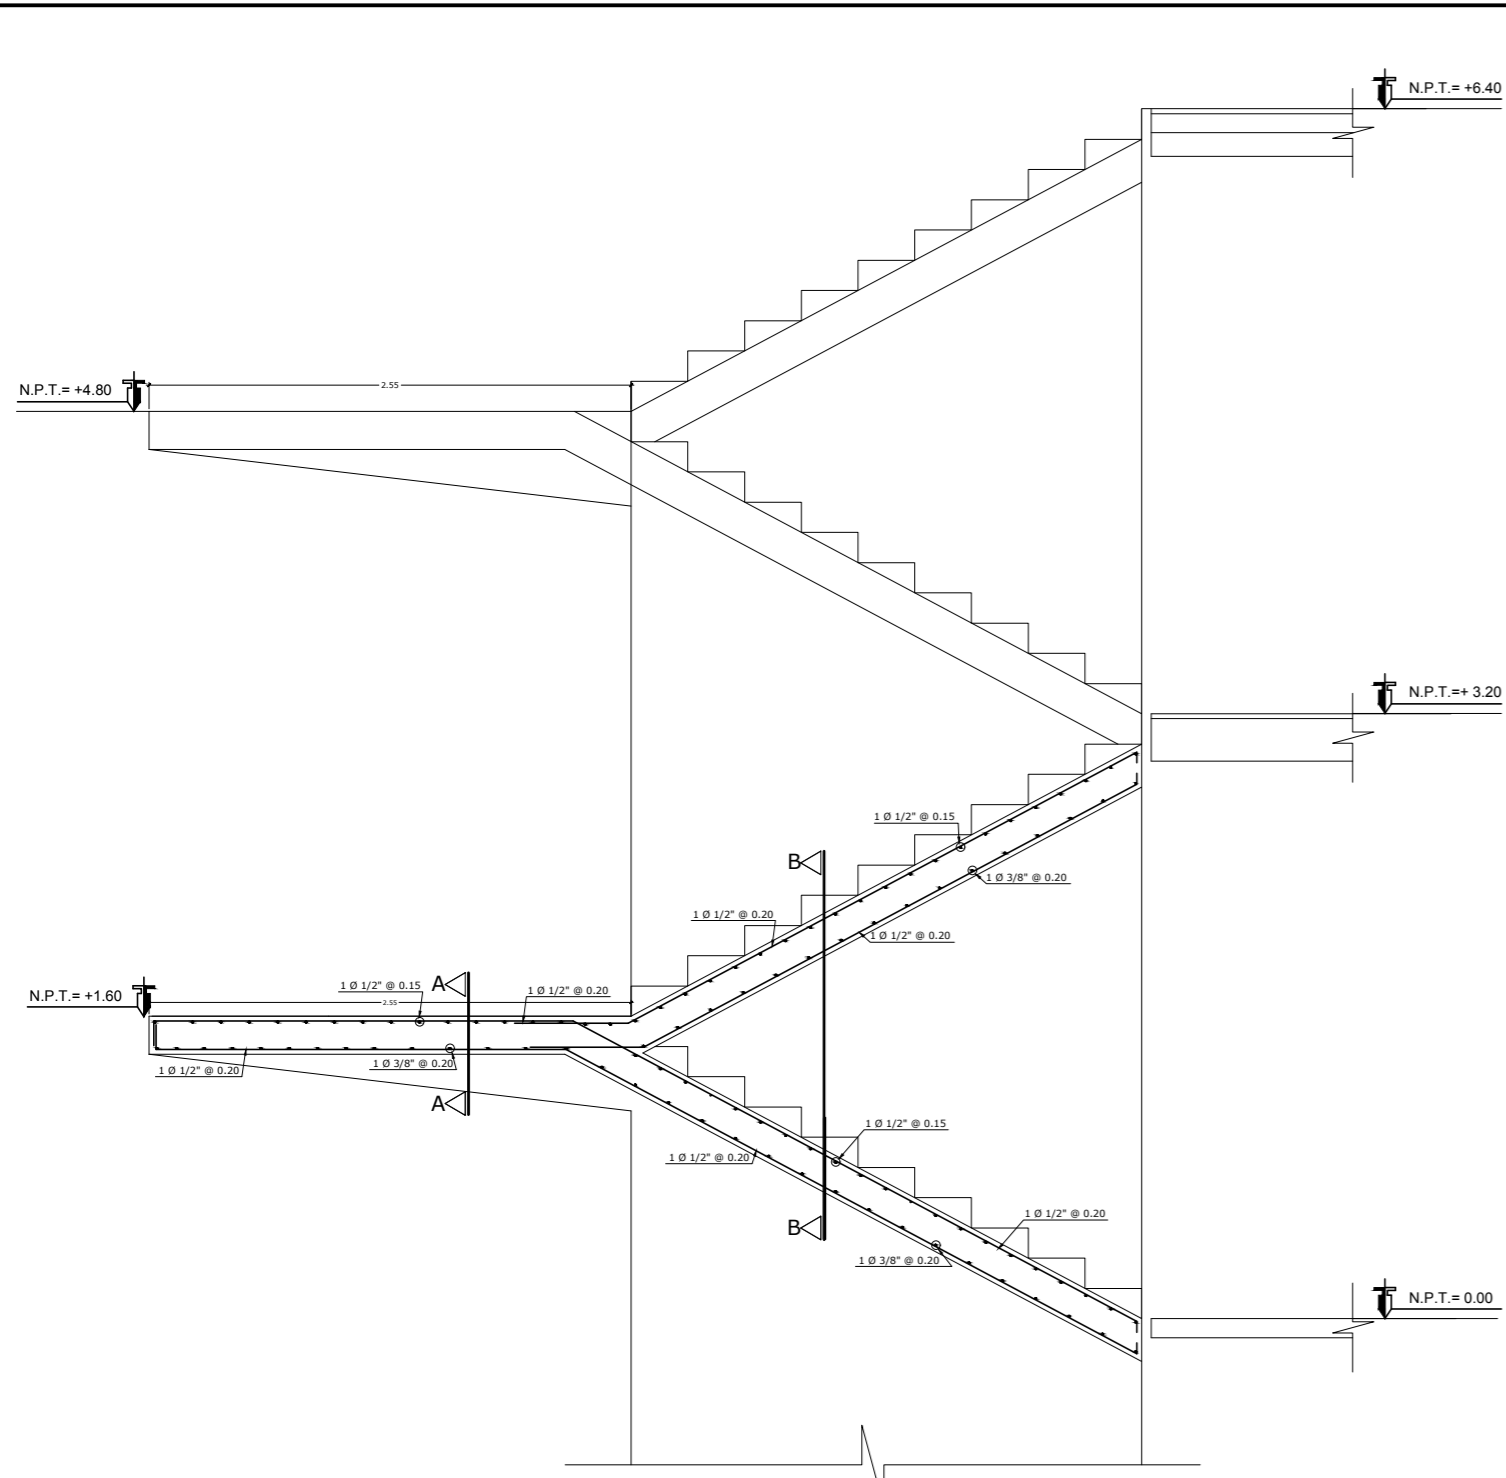 N.P.T.= +6.40
N.P.T.= +4.80
2.55
N.P.T.=+ 3.20
1 Ø 1/2" @ 0.15
B
1 Ø 3/8" @ 0.20
1 Ø 1/2" @ 0.20
1 Ø 1/2" @ 0.20
N.P.T.= +1.60
1 Ø 1/2" @ 0.15
A
1 Ø 1/2" @ 0.20
2.55
1 Ø 3/8" @ 0.20
1 Ø 1/2" @ 0.20
A
1 Ø 1/2" @ 0.15
1 Ø 1/2" @ 0.20
1 Ø 1/2" @ 0.20
B
1 Ø 3/8" @ 0.20
N.P.T.= 0.00